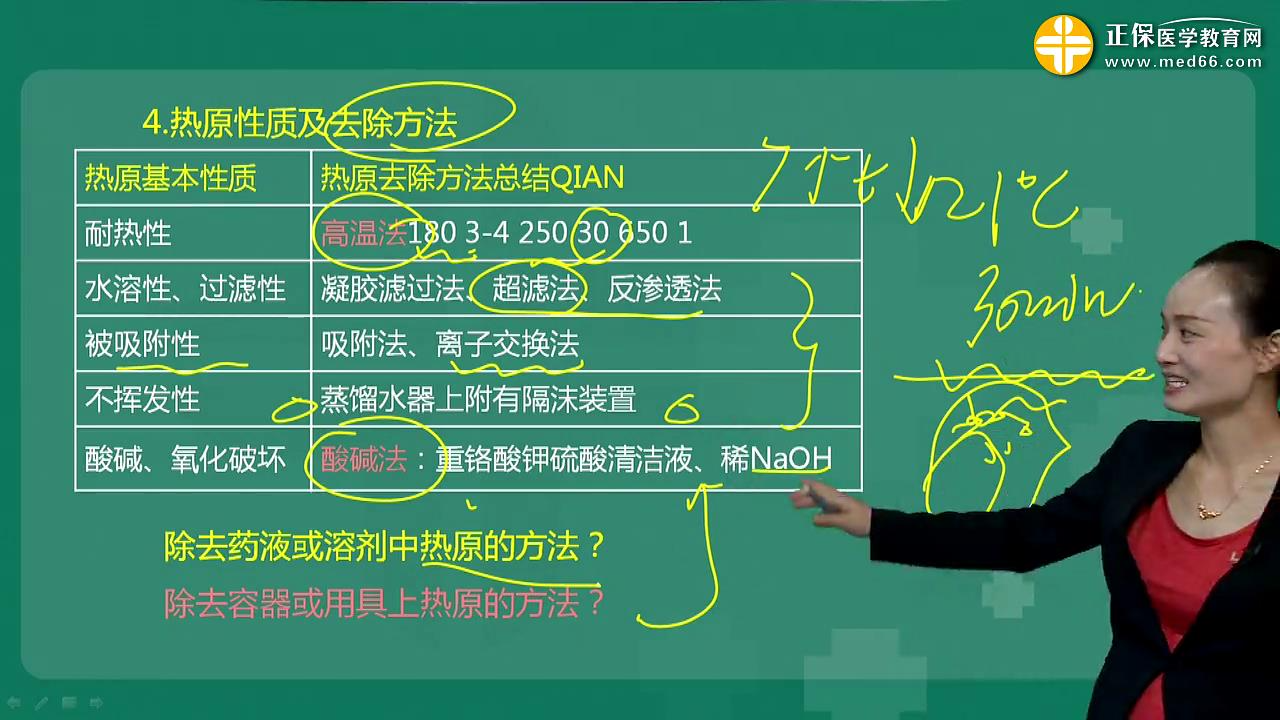 正保医学教育网
www.med66.com
4.热原性质及去除方法
热原基本性质 热原去除方法总结QIAN
耐热性 高温法180 3-4 250 30 650 1
水溶性、过滤性 凝胶滤过法、超滤法、反渗透法
被吸附性 吸附法、离子交换法
不挥发性 蒸馏水器上附有隔沫装置
酸碱、氧化破坏 酸碱法：重铬酸钾硫酸清洁液、稀NaOH
除去药液或溶剂中热原的方法？
除去容器或用具上热原的方法？
121℃
30min